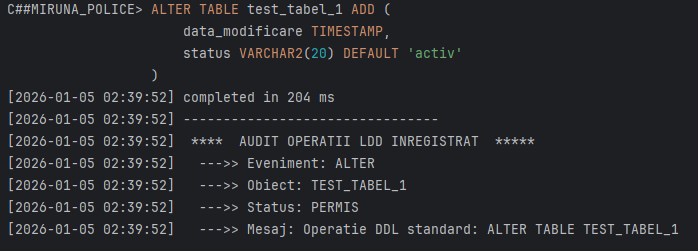 C##MIRUNA_POLICE> ALTER TABLE test_tabel_1 ADD (
data_modificare TIMESTAMP,
status VARCHAR2(20) DEFAULT 'activ'
)
[2026-01-05 02:39:52] completed in 204 ms
[2026-01-05 02:39:52] -------------------------------
[2026-01-05 02:39:52] **** AUDIT OPERATII LDD INREGISTRAT *****
[2026-01-05 02:39:52] --->> Eveniment: ALTER
[2026-01-05 02:39:52] --->> Obiect: TEST_TABEL_1
[2026-01-05 02:39:52] --->> Status: PERMIS
[2026-01-05 02:39:52] --->> Mesaj: Operatie DDL standard: ALTER TABLE TEST_TABEL_1